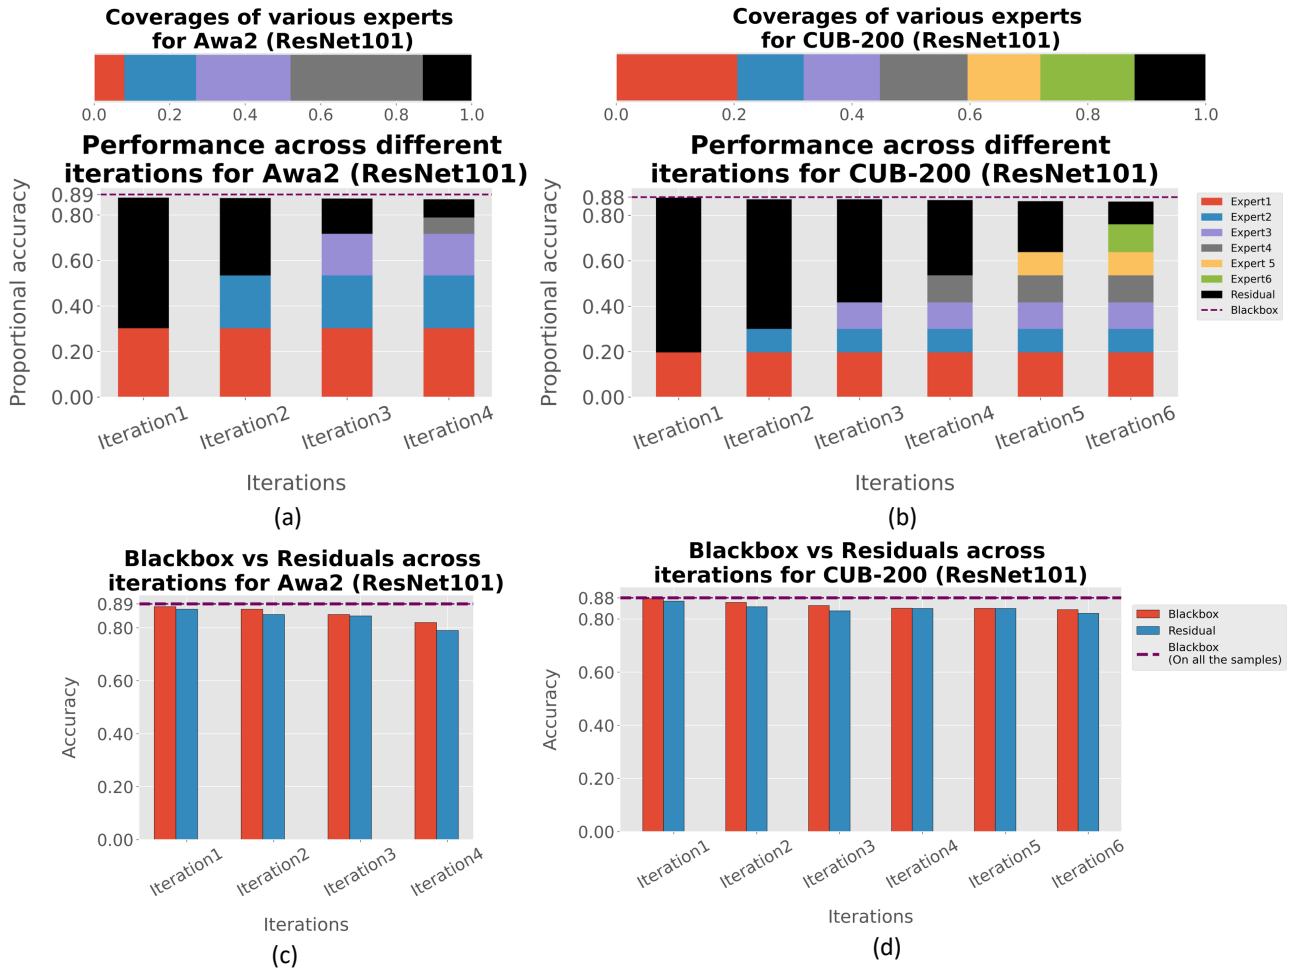 Coverages of various experts
for Awa2 (ResNet101)
0.0 0.2 0.4 0.6 0.8 1.0
Performance across different
iterations for Awa2 (ResNet101)
Proportional accuracy
0.89
0.80
0.60
0.40
0.20
0.00
Iteration1 Iteration2 Iteration3 Iteration4
Iterations
(a)
Coverages of various experts
for CUB-200 (ResNet101)
0.0 0.2 0.4 0.6 0.8 1.0
Performance across different
iterations for CUB-200 (ResNet101)
Proportional accuracy
0.88
0.80
0.60
0.40
0.20
0.00
Iteration1 Iteration2 Iteration3 Iteration4 Iteration5 Iteration6
Iterations
(b)
Expert1
Expert2
Expert3
Expert4
Expert 5
Expert6
Residual
Blackbox
Blackbox vs Residuals across
iterations for Awa2 (ResNet101)
Accuracy
0.89
0.80
0.60
0.40
0.20
0.00
Iteration1 Iteration2 Iteration3 Iteration4
Iterations
(c)
Blackbox vs Residuals across
iterations for CUB-200 (ResNet101)
Accuracy
0.88
0.80
0.60
0.40
0.20
0.00
Iteration1 Iteration2 Iteration3 Iteration4 Iteration5 Iteration6
Iterations
(d)
Blackbox
Residual
Blackbox
(On all the samples)